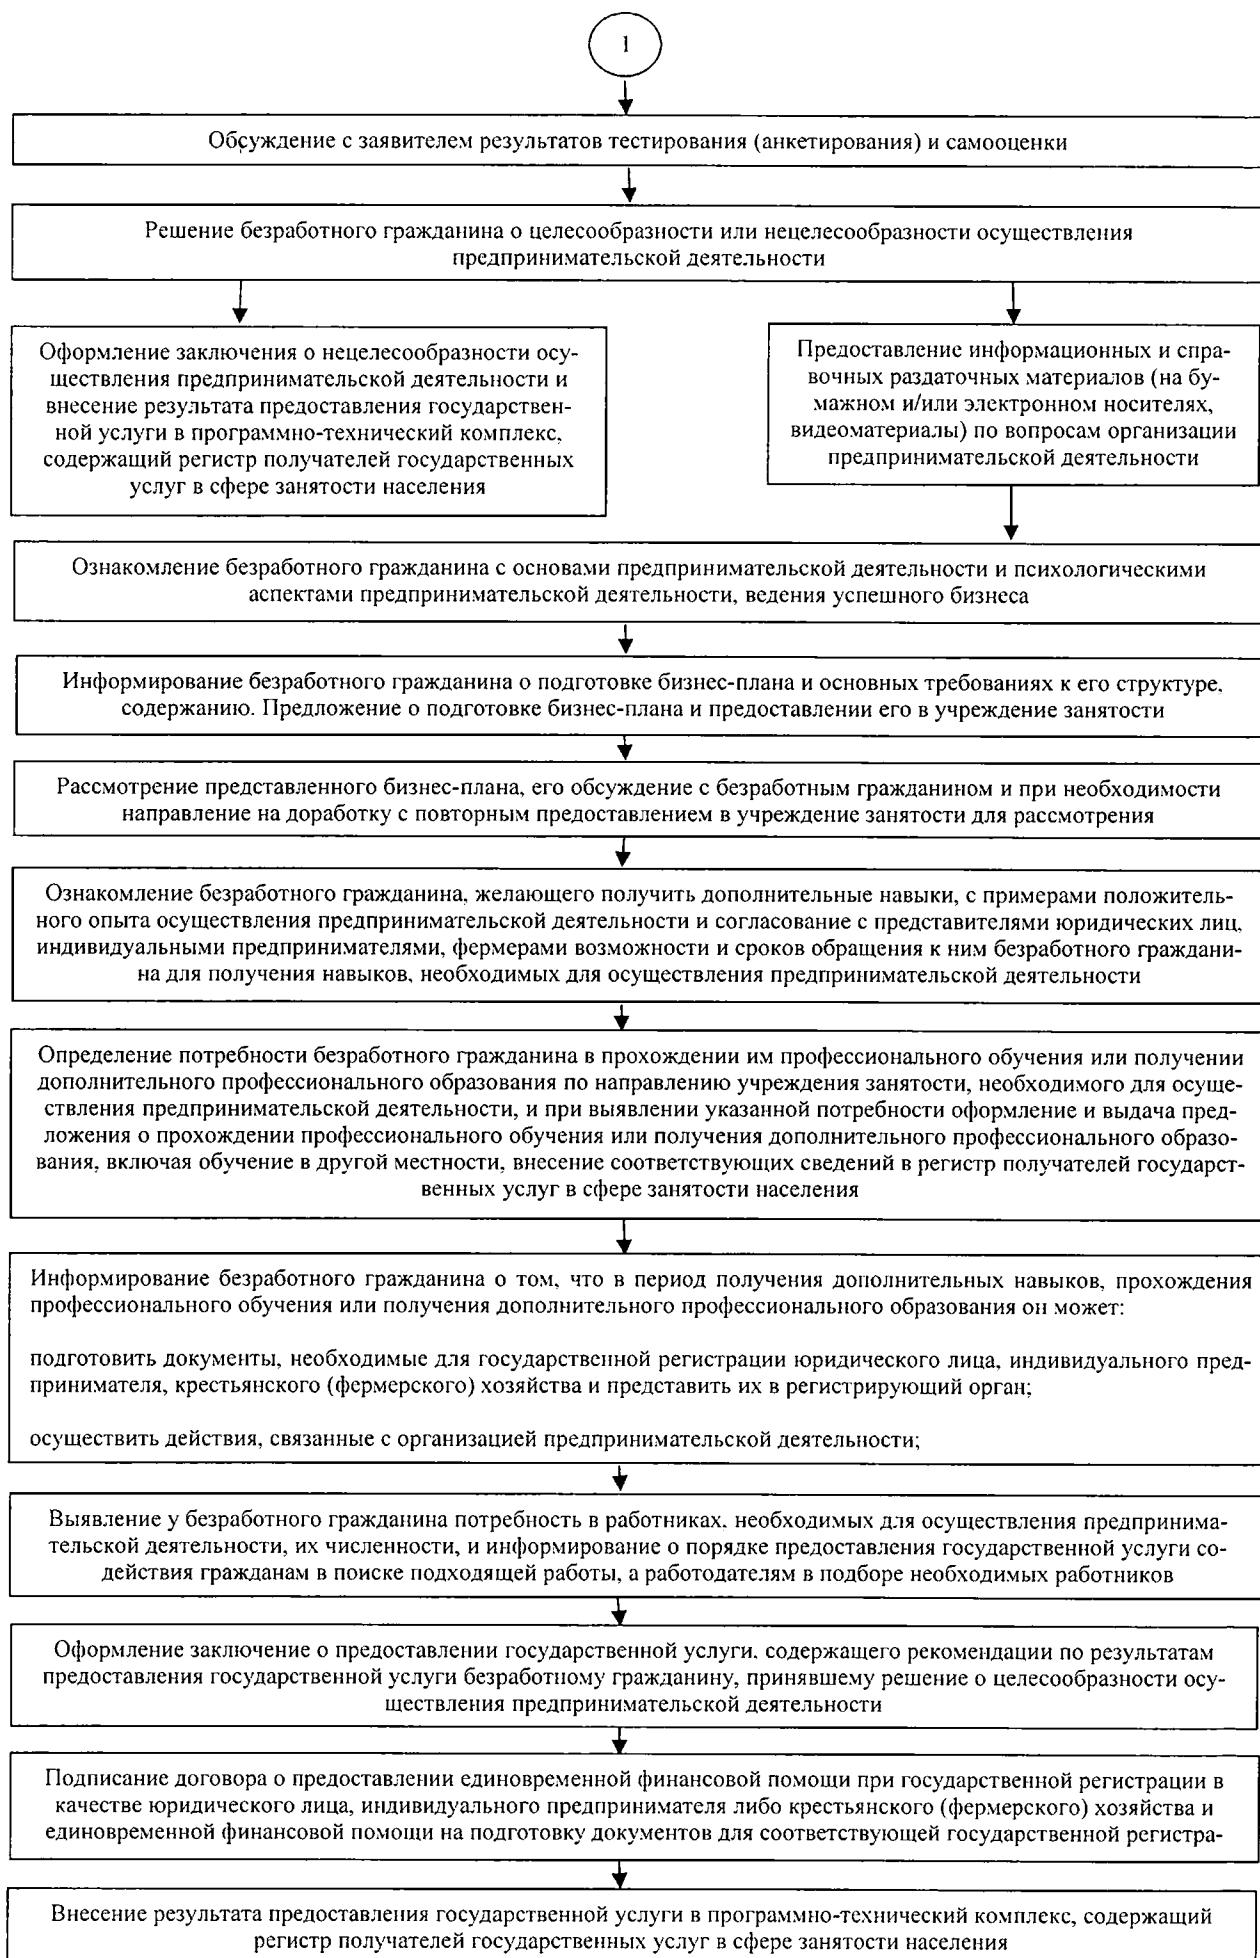 1
Обсуждение с заявителем результатов тестирования (анкетирования) и самооценки
Решение безработного гражданина о целесообразности или нецелесообразности осуществления
предпринимательской деятельности
Оформление заключения о нецелесообразности осу-
ществления предпринимательской деятельности и
внесение результата предоставления государствен-
ной услуги в программно-технический комплекс,
содержащий регистр получателей государственных
услуг в сфере занятости населения
Предоставление информационных и спра-
вочных раздаточных материалов (на бу-
мажном и/или электронном носителях,
видеоматериалы) по вопросам организации
предпринимательской деятельности
Ознакомление безработного гражданина с основами предпринимательской деятельности и психологическими
аспектами предпринимательской деятельности, ведения успешного бизнеса
Информирование безработного гражданина о подготовке бизнес-плана и основных требованиях к его структуре,
содержанию. Предложение о подготовке бизнес-плана и предоставлении его в учреждение занятости
Рассмотрение представленного бизнес-плана, его обсуждение с безработным гражданином и при необходимости
направление на доработку с повторным предоставлением в учреждение занятости для рассмотрения
Ознакомление безработного гражданина, желающего получить дополнительные навыки, с примерами положитель-
ного опыта осуществления предпринимательской деятельности и согласование с представителями юридических лиц,
индивидуальными предпринимателями, фермерами возможности и сроков обращения к ним безработного граждани-
на для получения навыков, необходимых для осуществления предпринимательской деятельности
Определение потребности безработного гражданина в прохождении им профессионального обучения или получении
дополнительного профессионального образования по направлению учреждения занятости, необходимого для осуще-
ствления предпринимательской деятельности, и при выявлении указанной потребности оформление и выдача пред-
ложения о прохождении профессионального обучения или получения дополнительного профессионального образо-
вания, включая обучение в другой местности, внесение соответствующих сведений в регистр получателей государст-
венных услуг в сфере занятости населения
Информирование безработного гражданина о том, что в период получения дополнительных навыков, прохождения
профессионального обучения или получения дополнительного профессионального образования он может:
подготовить документы, необходимые для государственной регистрации юридического лица, индивидуального пред-
принимателя, крестьянского (фермерского) хозяйства и представить их в регистрирующий орган;
осуществить действия, связанные с организацией предпринимательской деятельности;
Выявление у безработного гражданина потребность в работниках, необходимых для осуществления предпринима-
тельской деятельности, их численности, и информирование о порядке предоставления государственной услуги со-
действия гражданам в поиске подходящей работы, а работодателям в подборе необходимых работников
Оформление заключение о предоставлении государственной услуги, содержащего рекомендации по результатам
предоставления государственной услуги безработному гражданину, принявшему решение о целесообразности осу-
ществления предпринимательской деятельности
Подписание договора о предоставлении единовременной финансовой помощи при государственной регистрации в
качестве юридического лица, индивидуального предпринимателя либо крестьянского (фермерского) хозяйства и
единовременной финансовой помощи на подготовку документов для соответствующей государственной регистра-
Внесение результата предоставления государственной услуги в программно-технический комплекс, содержащий
регистр получателей государственных услуг в сфере занятости населения